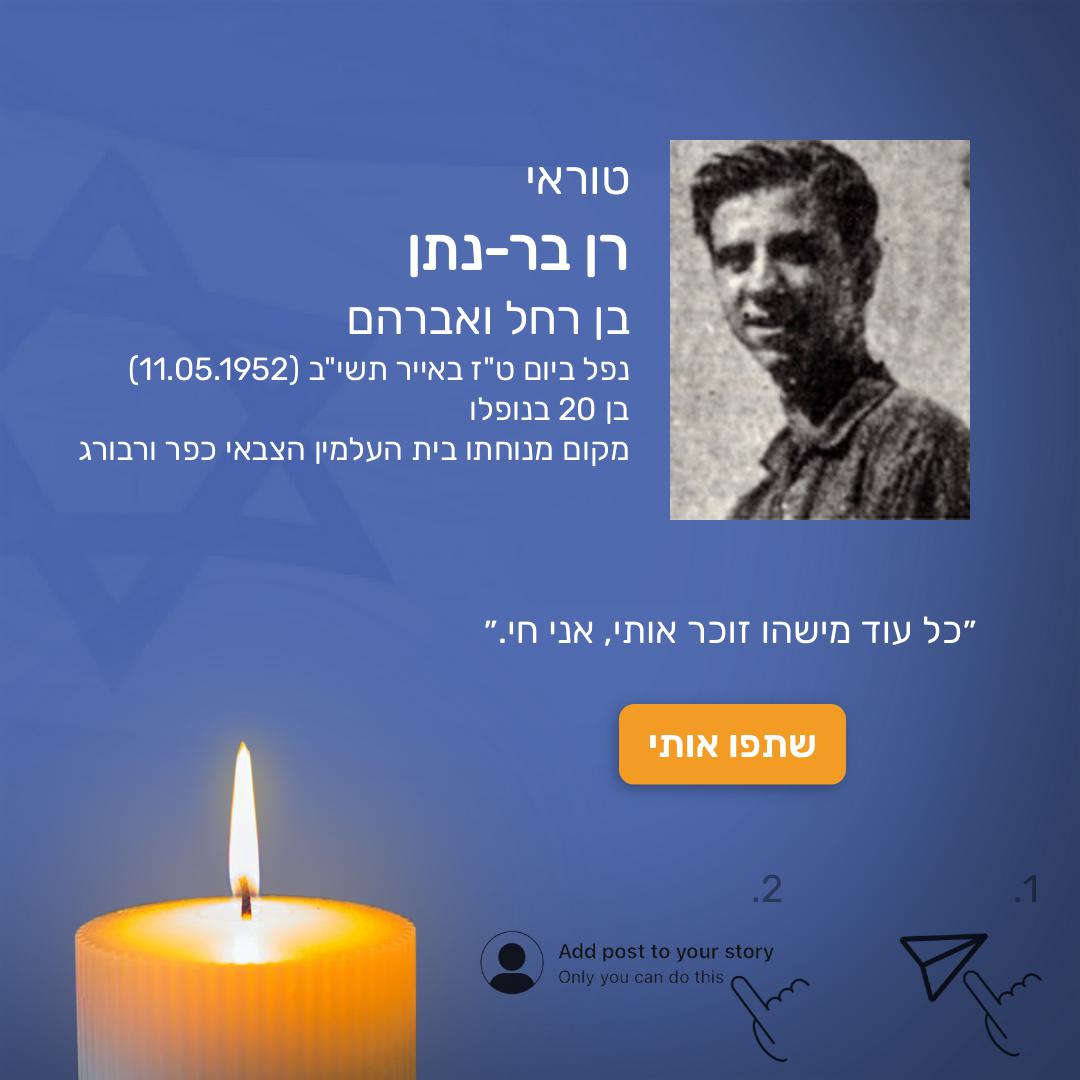 טוראי
רן בר-נתן
בן רחל ואברהם
נפל ביום ט"ז באייר תשי"ב (11.05.1952)
בן 20 בנופלו
מקום מנוחתו בית העלמין הצבאי כפר ורבורג
״כל עוד מישהו זוכר אותי, אני חי.״
שתפו אותי
1.
2.
Add post to your story
Only you can do this